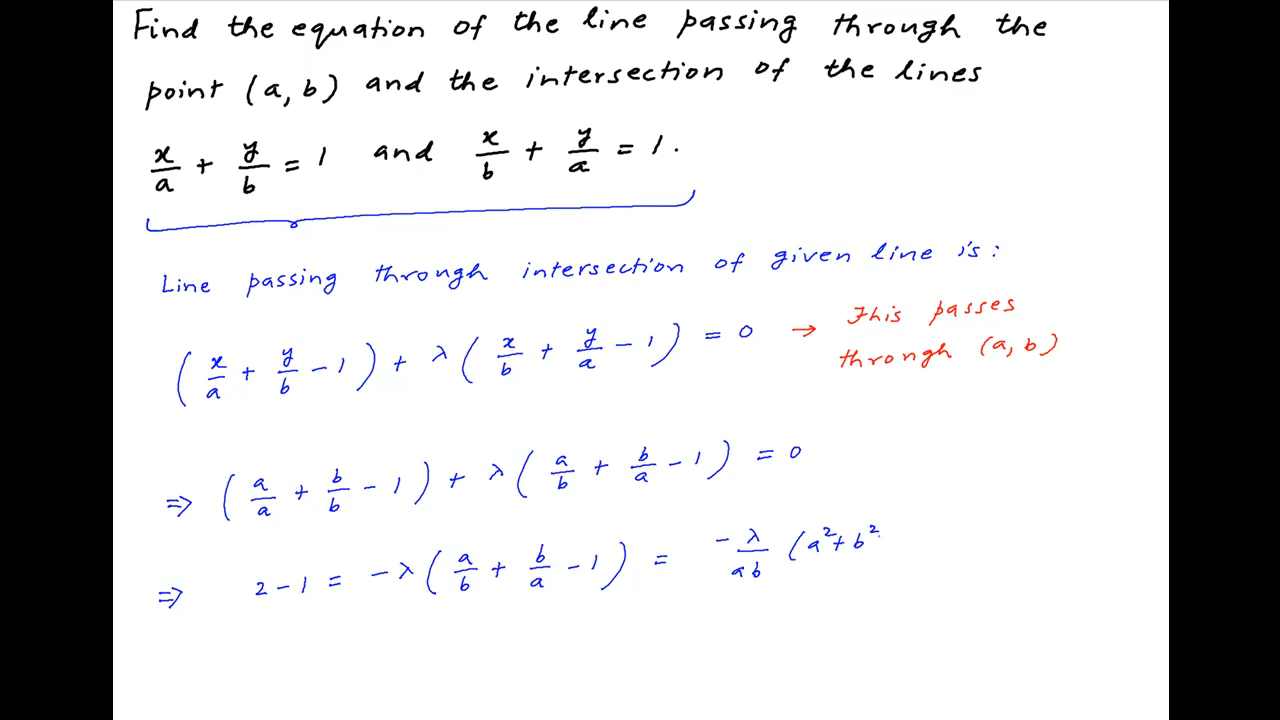 Find the equation of the line passing through the
point (a, b) and the intersection of the lines
x/a + y/b = 1 and x/b + y/a = 1.
Line passing through intersection of given line is:
(x/a + y/b - 1) + λ(x/b + y/a - 1) = 0 → This passes
through (a, b)
⇒ (a/a + b/b - 1) + λ(a/b + b/a - 1) = 0
⇒ 2 - 1 = -λ(a/b + b/a - 1) = -λ/ab (a² + b²